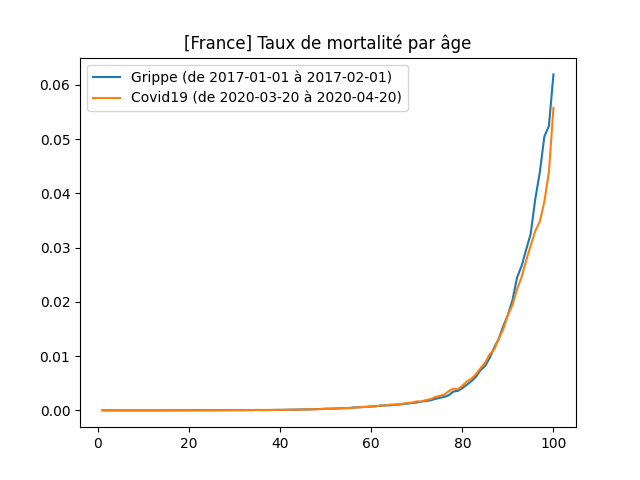 [France] Taux de mortalité par âge
Grippe (de 2017-01-01 à 2017-02-01)
Covid19 (de 2020-03-20 à 2020-04-20)
0.06
0.05
0.04
0.03
0.02
0.01
0.00
0 20 40 60 80 100